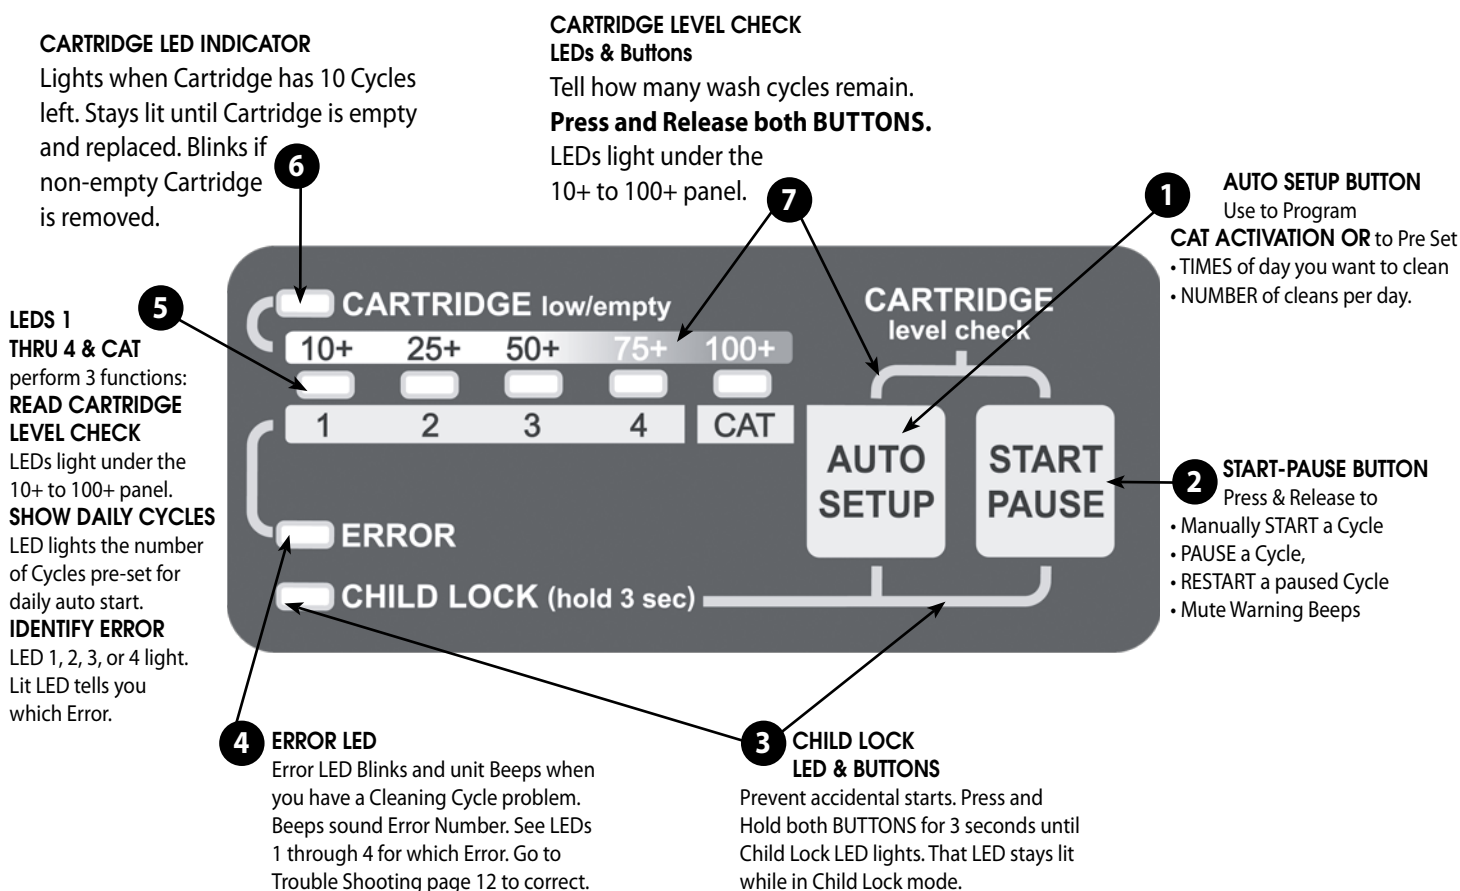 CARTRIDGE LED INDICATOR
Lights when Cartridge has 10 Cycles
left. Stays lit until Cartridge is empty
and replaced. Blinks if
non-empty Cartridge
is removed.
6
CARTRIDGE LEVEL CHECK
LEDs & Buttons
Tell how many wash cycles remain.
Press and Release both BUTTONS.
LEDs light under the
10+ to 100+ panel.
7
1
AUTO SETUP BUTTON
Use to Program
CAT ACTIVATION OR to Pre Set
• TIMES of day you want to clean
• NUMBER of cleans per day.
5
LEDS 1
THRU 4 & CAT
perform 3 functions:
READ CARTRIDGE
LEVEL CHECK
LEDs light under the
10+ to 100+ panel.
SHOW DAILY CYCLES
LED lights the number
of Cycles pre-set for
daily auto start.
IDENTIFY ERROR
LED 1, 2, 3, or 4 light.
Lit LED tells you
which Error.
CARTRIDGE low/empty
10+ 25+ 50+ 75+ 100+
1 2 3 4 CAT
ERROR
CHILD LOCK (hold 3 sec)
CARTRIDGE
level check
AUTO
SETUP
START
PAUSE
2
START-PAUSE BUTTON
Press & Release to
• Manually START a Cycle
• PAUSE a Cycle,
• RESTART a paused Cycle
• Mute Warning Beeps
4
ERROR LED
Error LED Blinks and unit Beeps when
you have a Cleaning Cycle problem.
Beeps sound Error Number. See LEDs
1 through 4 for which Error. Go to
Trouble Shooting page 12 to correct.
3
CHILD LOCK
LED & BUTTONS
Prevent accidental starts. Press and
Hold both BUTTONS for 3 seconds until
Child Lock LED lights. That LED stays lit
while in Child Lock mode.